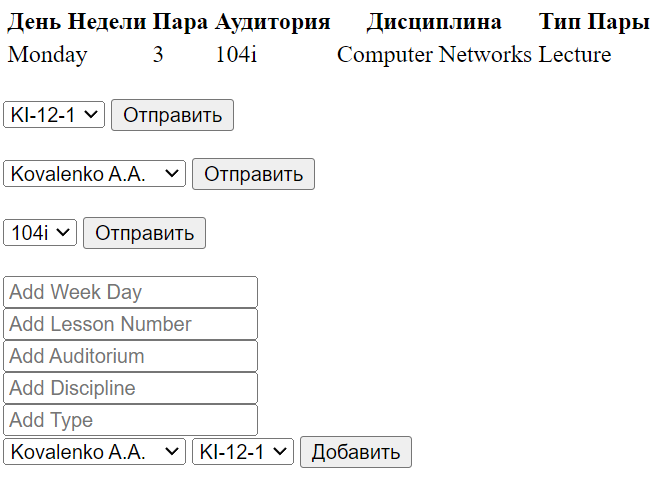 День Недели Пара Аудитория Дисциплина Тип Пары
Monday 3 104i Computer Networks Lecture
KI-12-1 Отправить
Kovalenko A.A. Отправить
104i Отправить
Add Week Day
Add Lesson Number
Add Auditorium
Add Discipline
Add Type
Kovalenko A.A. KI-12-1 Добавить